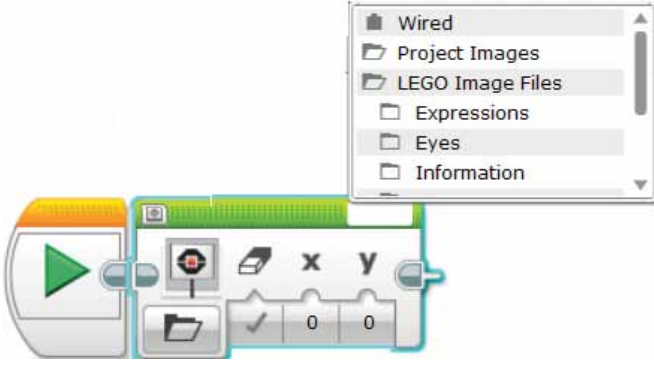 Wired
Project Images
LEGO Image Files
Expressions
Eyes
Information
x y
0 0